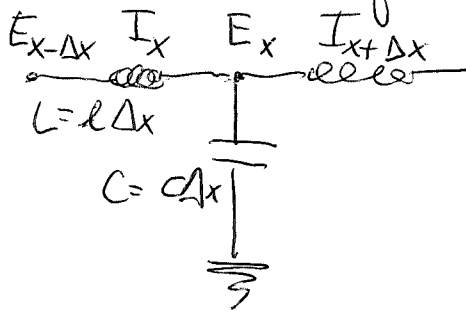 E_{x-Δx} I_x E_x I_{x+Δx}
L = lΔx
C = cΔx